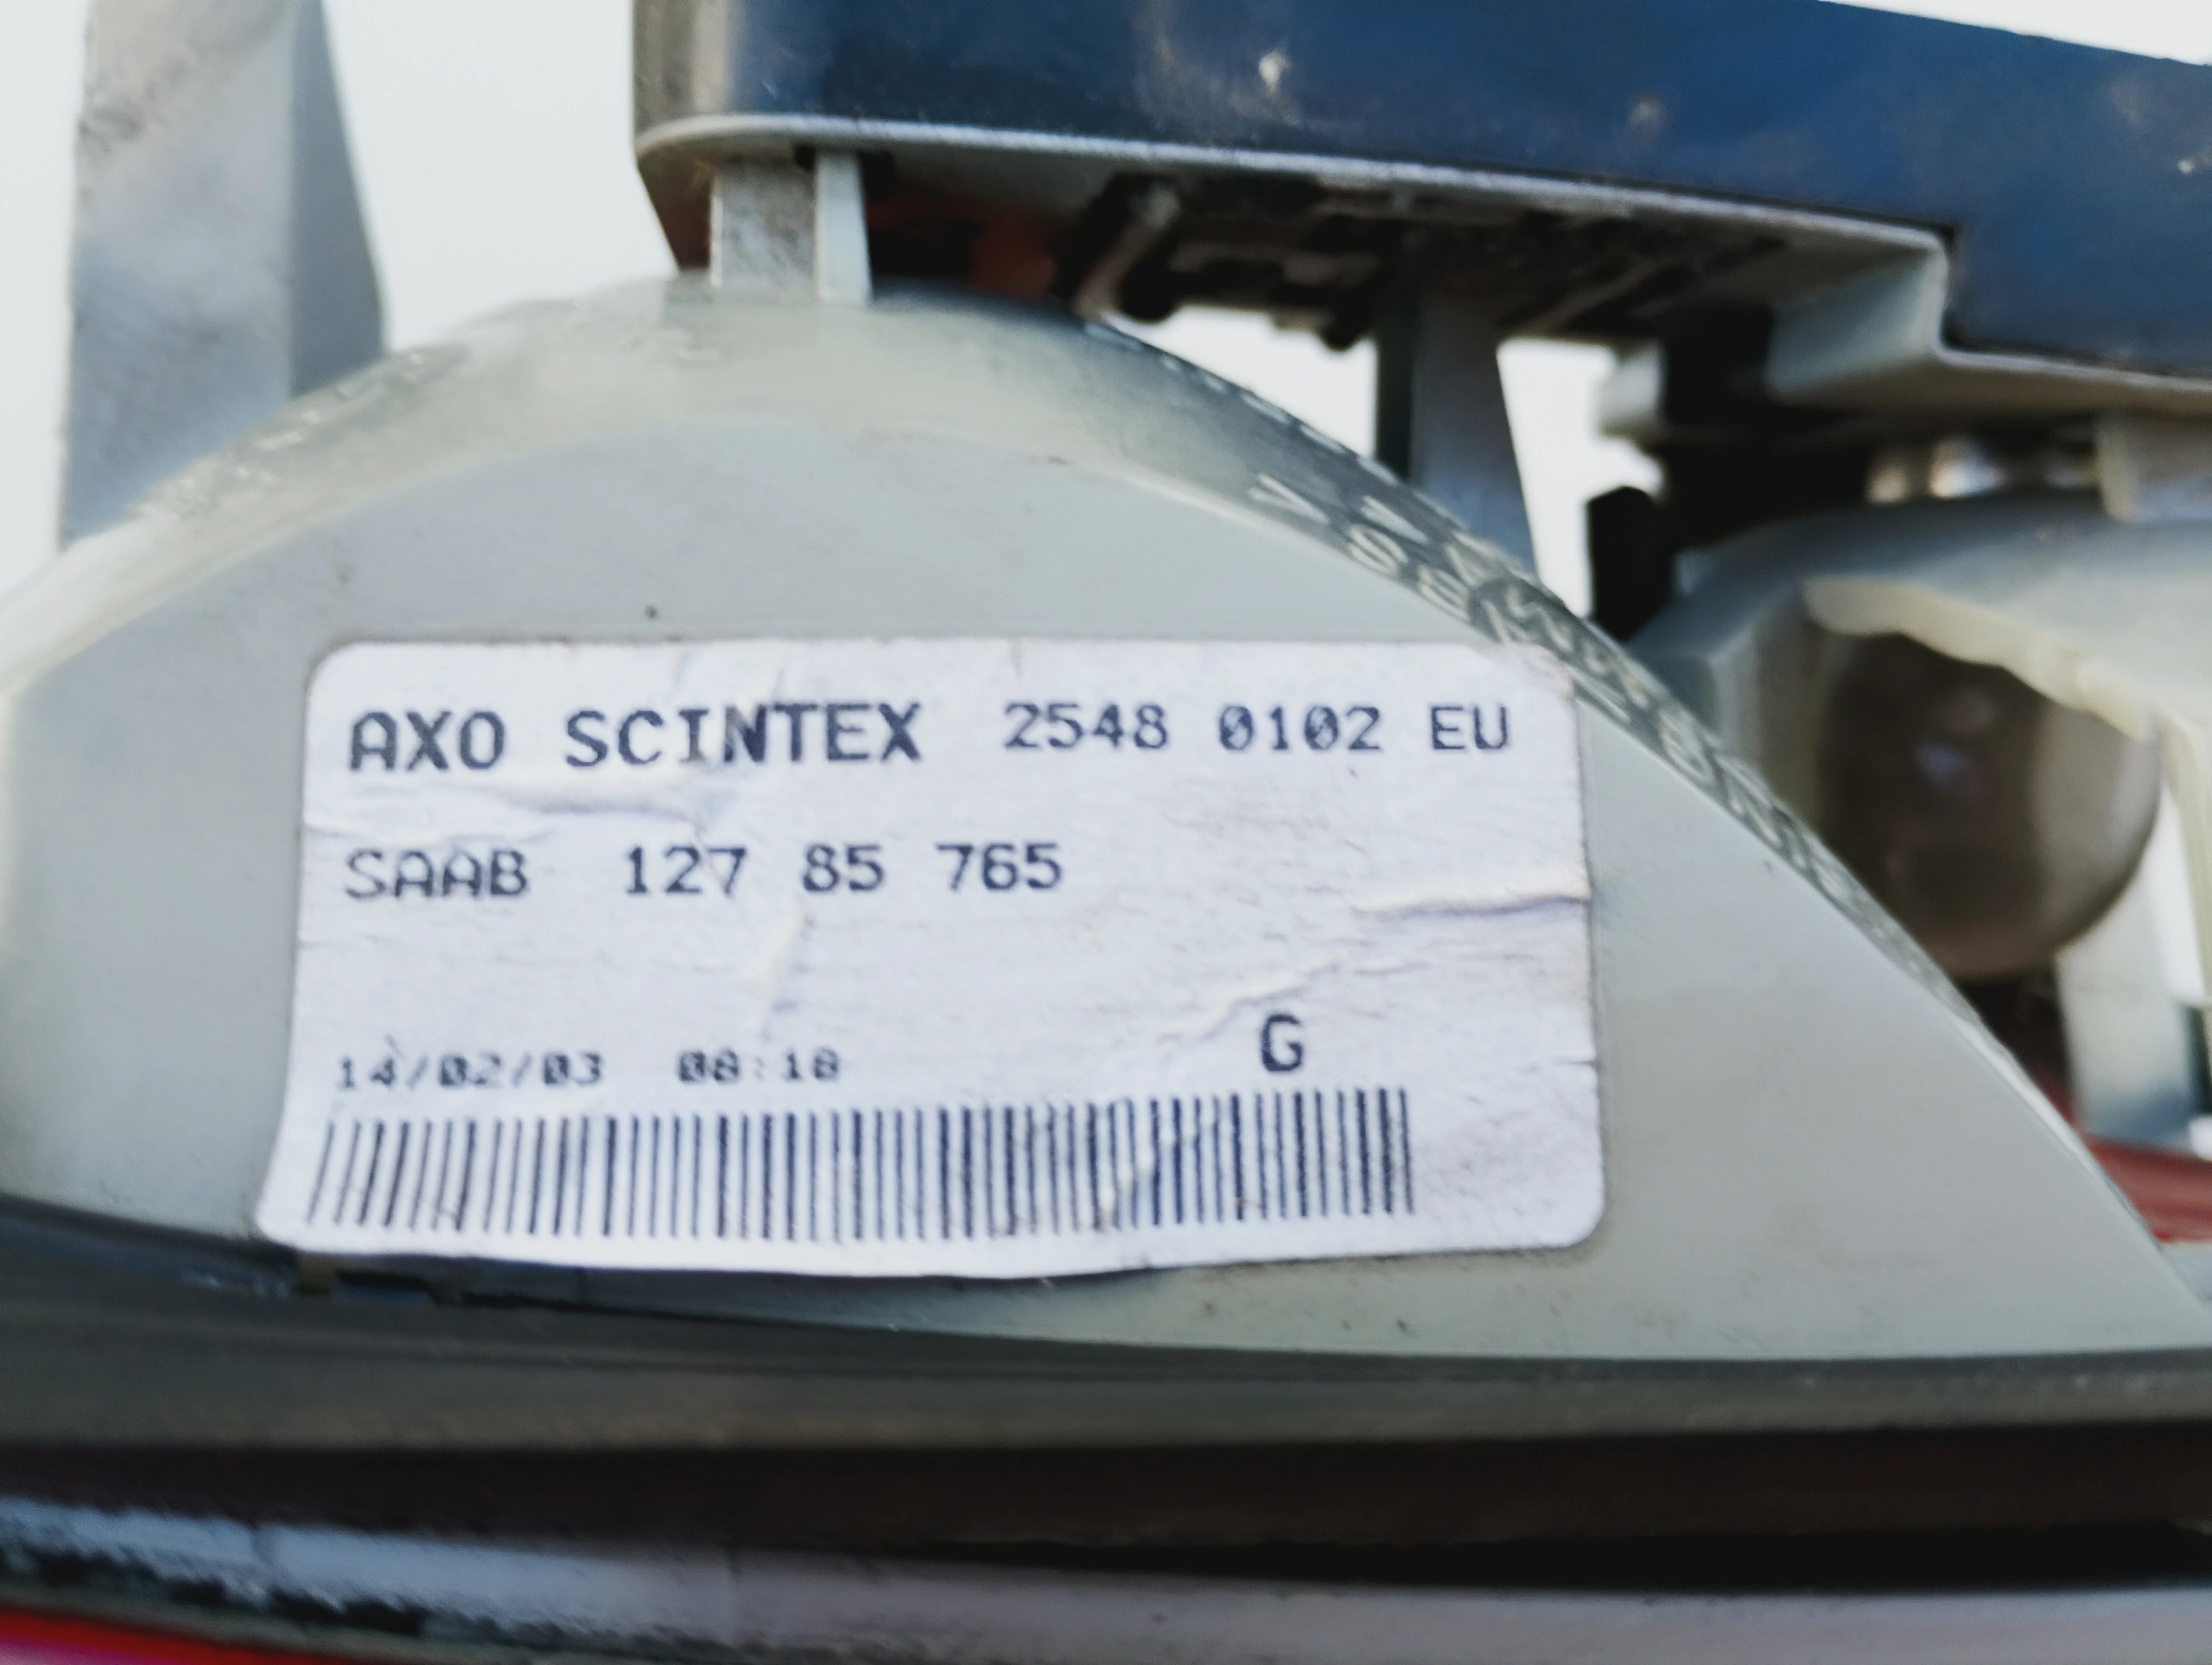 AXO SCINTEX 2548 0102 EU
SAAB 127 85 765
14/02/03 08:18
G